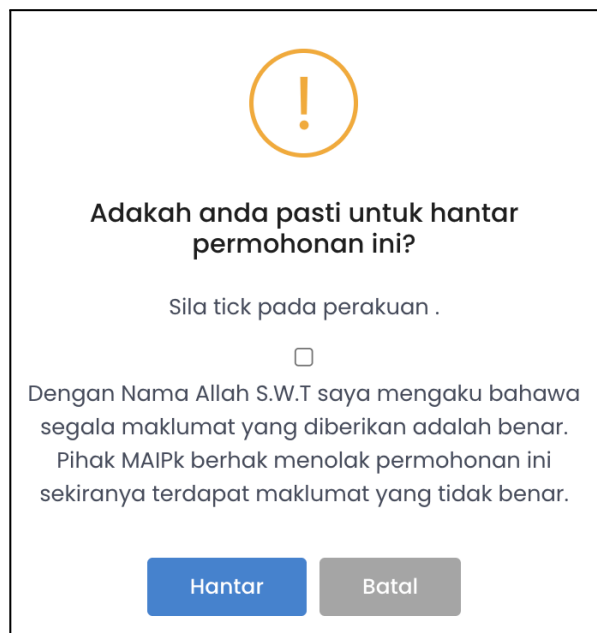 !
Adakah anda pasti untuk hantar
permohonan ini?
Sila tick pada perakuan .
Dengan Nama Allah S.W.T saya mengaku bahawa
segala maklumat yang diberikan adalah benar.
Pihak MAIPk berhak menolak permohonan ini
sekiranya terdapat maklumat yang tidak benar.
Hantar Batal